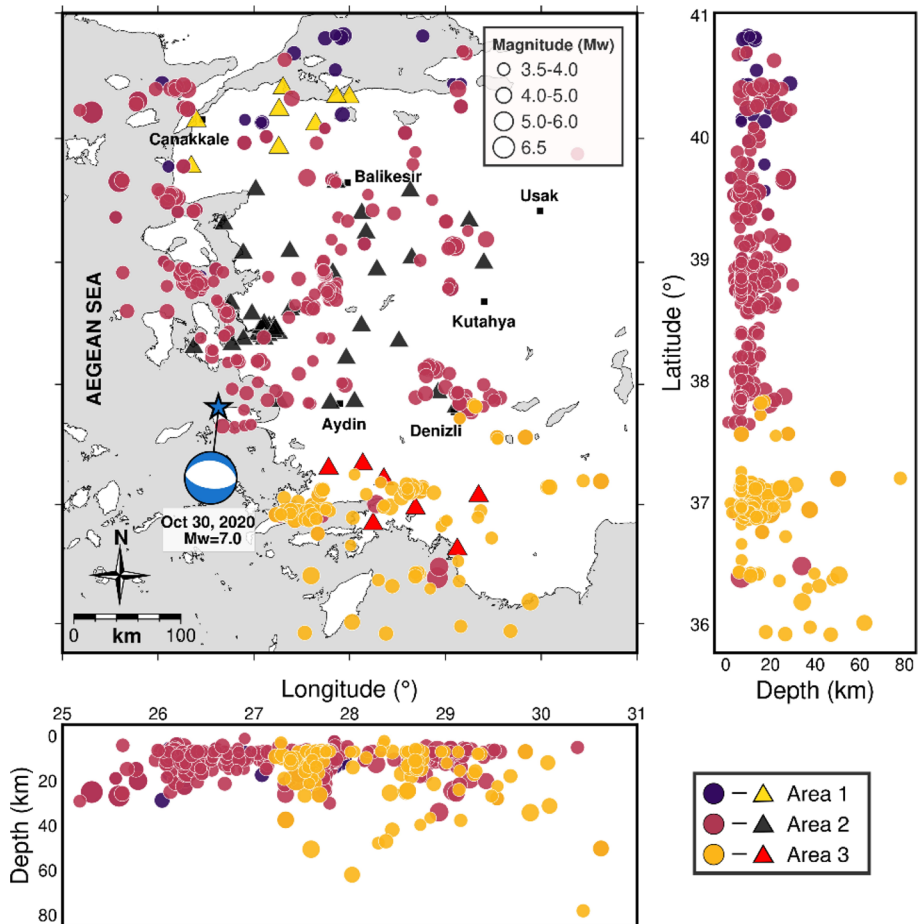 Magnitude (Mw)
3.5-4.0
4.0-5.0
5.0-6.0
6.5
Canakkale
Balikesir
Usak
Kutahya
AEGEAN SEA
Aydin
Denizli
Oct 30, 2020
Mw=7.0
N
0 100
km
41
40
39
38
37
36
Latitude (°)
0 20 40 60 80
Depth (km)
Longitude (°)
25 26 27 28 29 30 31
0
20
40
60
80
Depth (km)
Area 1
Area 2
Area 3